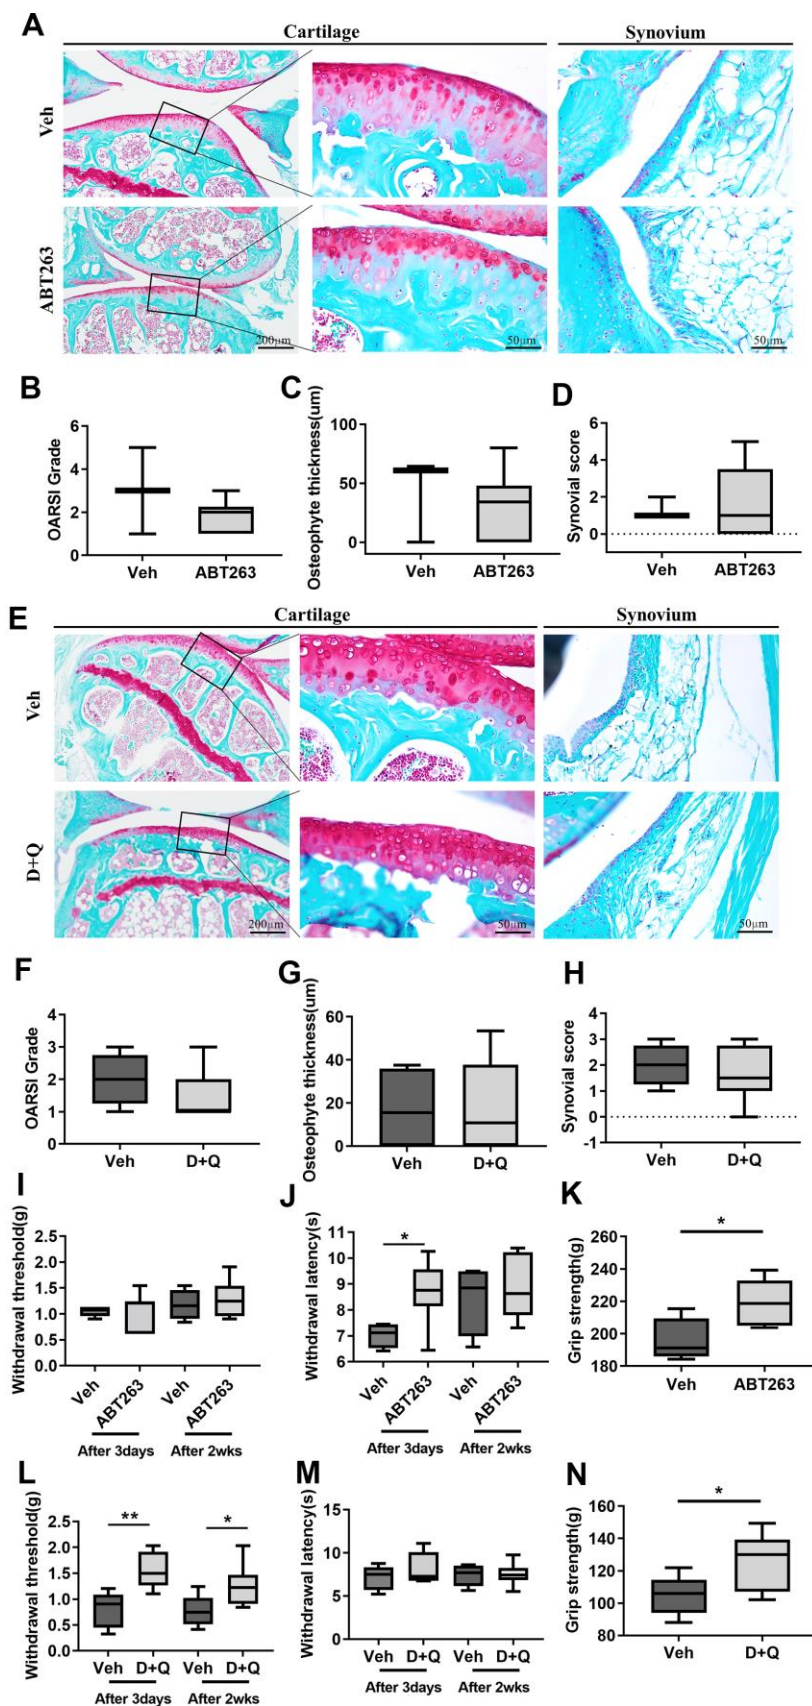 A
Cartilage
Synovium
Veh
ABT263
200μm
50μm
50μm
B
OARSI Grade
6
4
2
0
Veh
ABT263
C
Osteophyte thickness(um)
100
50
0
Veh
ABT263
D
Synovial score
6
4
2
0
Veh
ABT263
E
Cartilage
Synovium
Veh
D+Q
200μm
50μm
50μm
F
OARSI Grade
4
3
2
1
0
Veh
D+Q
G
Osteophyte thickness(um)
60
40
20
0
Veh
D+Q
H
Synovial score
4
3
2
1
0
-1
Veh
D+Q
I
Withdrawal threshold(g)
2.5
2.0
1.5
1.0
0.5
0.0
Veh
ABT263
Veh
ABT263
After 3days
After 2wks
J
Withdrawal latency(s)
11
10
9
8
7
6
*
Veh
ABT263
Veh
ABT263
After 3days
After 2wks
K
Grip strength(g)
260
240
220
200
180
*
Veh
ABT263
L
Withdrawal threshold(g)
2.5
2.0
1.5
1.0
0.5
0.0
**
*
Veh
D+Q
Veh
D+Q
After 3days
After 2wks
M
Withdrawal latency(s)
15
10
5
0
Veh
D+Q
Veh
D+Q
After 3days
After 2wks
N
Grip strength(g)
160
140
120
100
80
*
Veh
D+Q